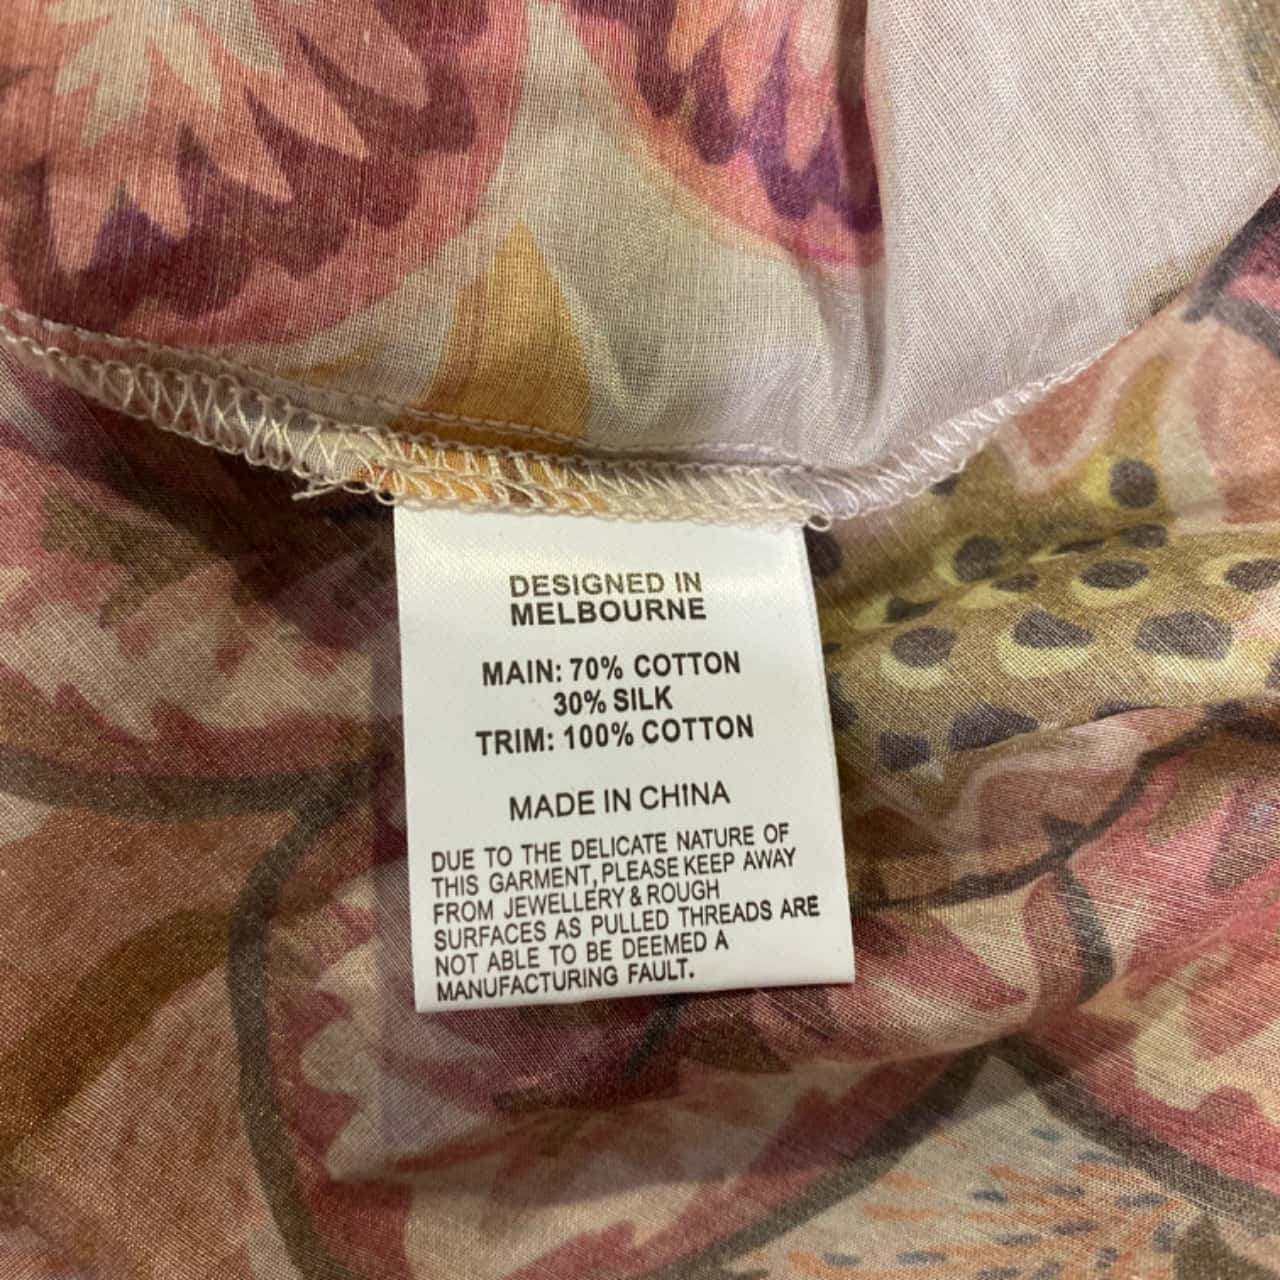 DESIGNED IN
MELBOURNE
MAIN: 70% COTTON
30% SILK
TRIM: 100% COTTON
MADE IN CHINA
DUE TO THE DELICATE NATURE OF
THIS GARMENT, PLEASE KEEP AWAY
FROM JEWELLERY & ROUGH
SURFACES AS PULLED THREADS ARE
NOT ABLE TO BE DEEMED A
MANUFACTURING FAULT.